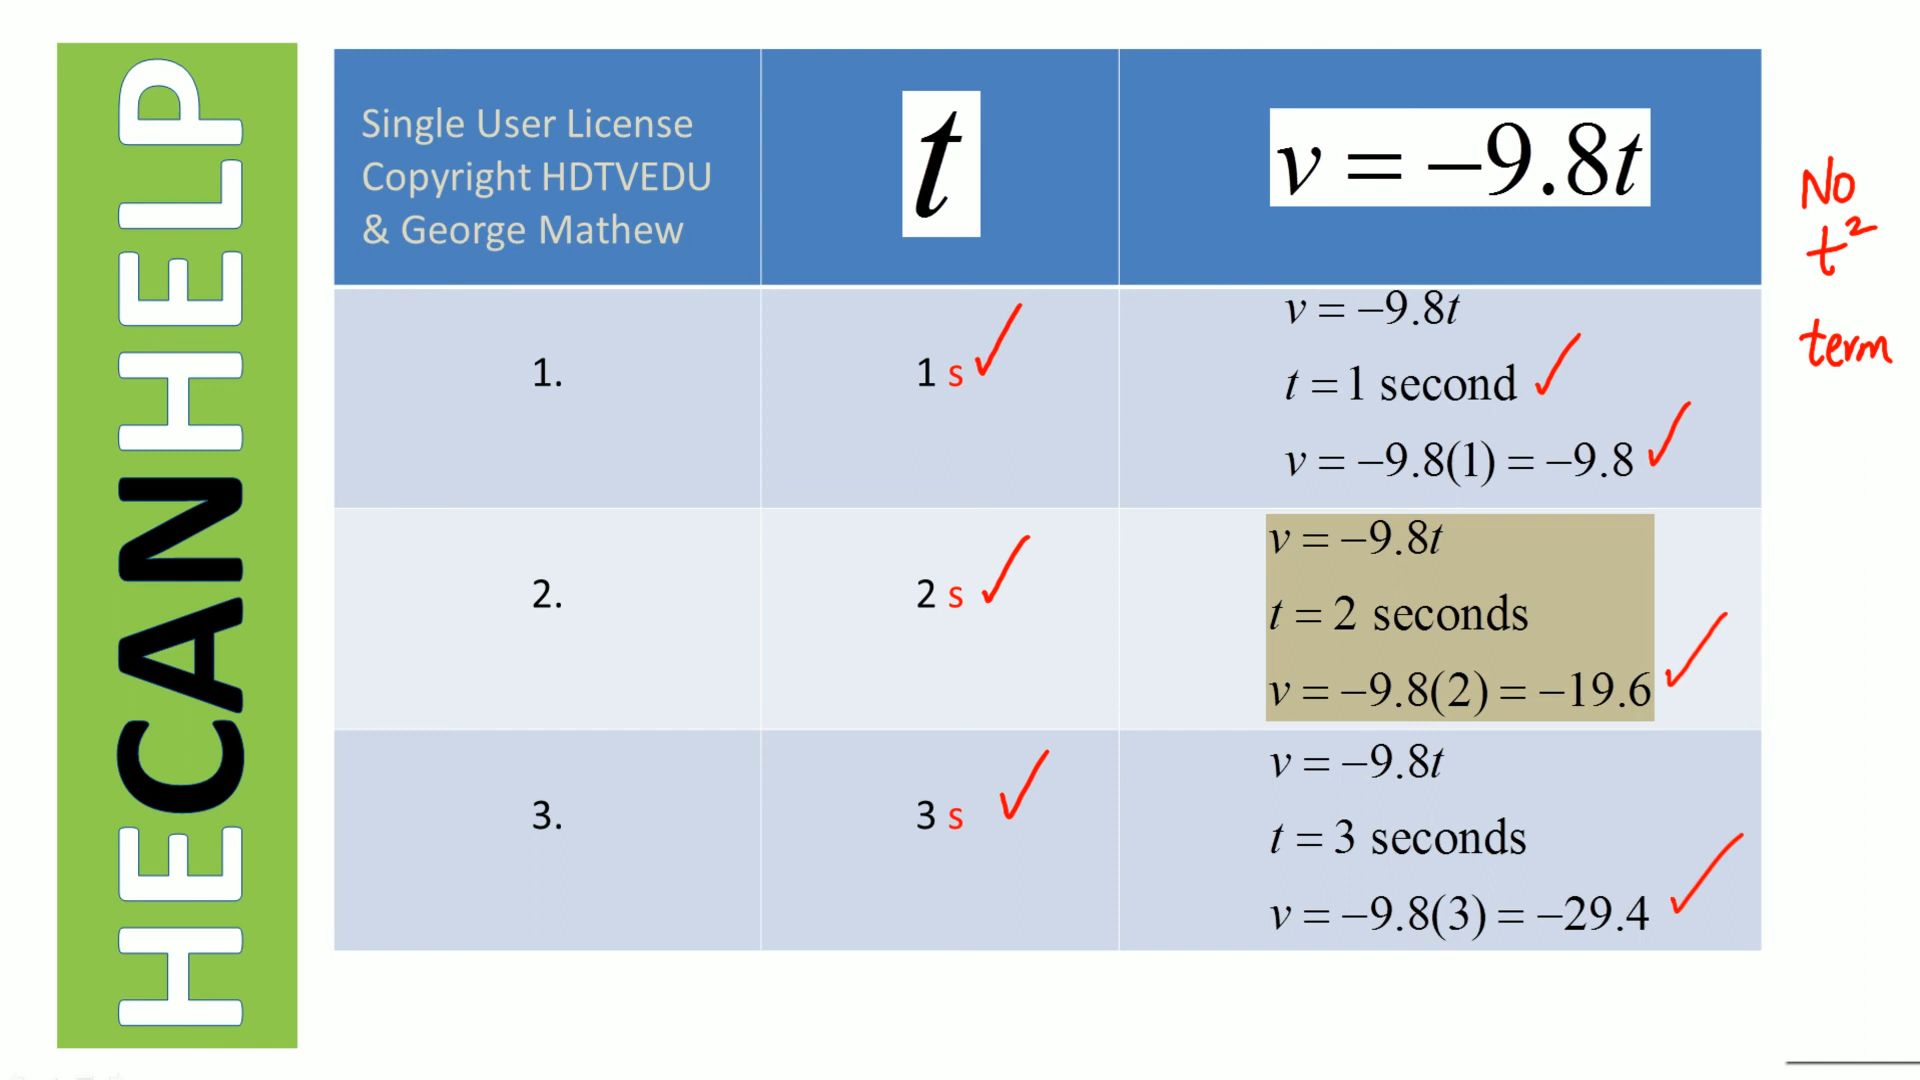 HECANHELP
Single User License
Copyright HDTVEDU
& George Mathew
t
v = −9.8t
No
t²
term
1.
1 s
v = −9.8t
t = 1 second
v = −9.8(1) = −9.8
2.
2 s
v = −9.8t
t = 2 seconds
v = −9.8(2) = −19.6
3.
3 s
v = −9.8t
t = 3 seconds
v = −9.8(3) = −29.4